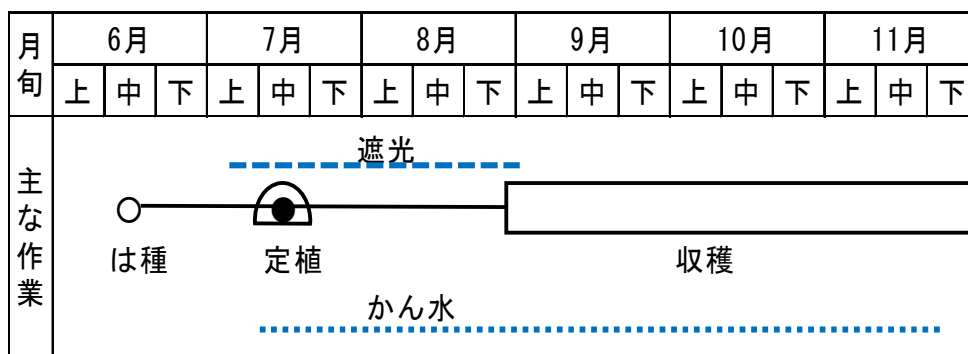 月旬 6月 7月 8月 9月 10月 11月
上 中 下 上 中 下 上 中 下 上 中 下 上 中 下 上 中 下
主な作業
遮光
は種 定植 収穫
かん水